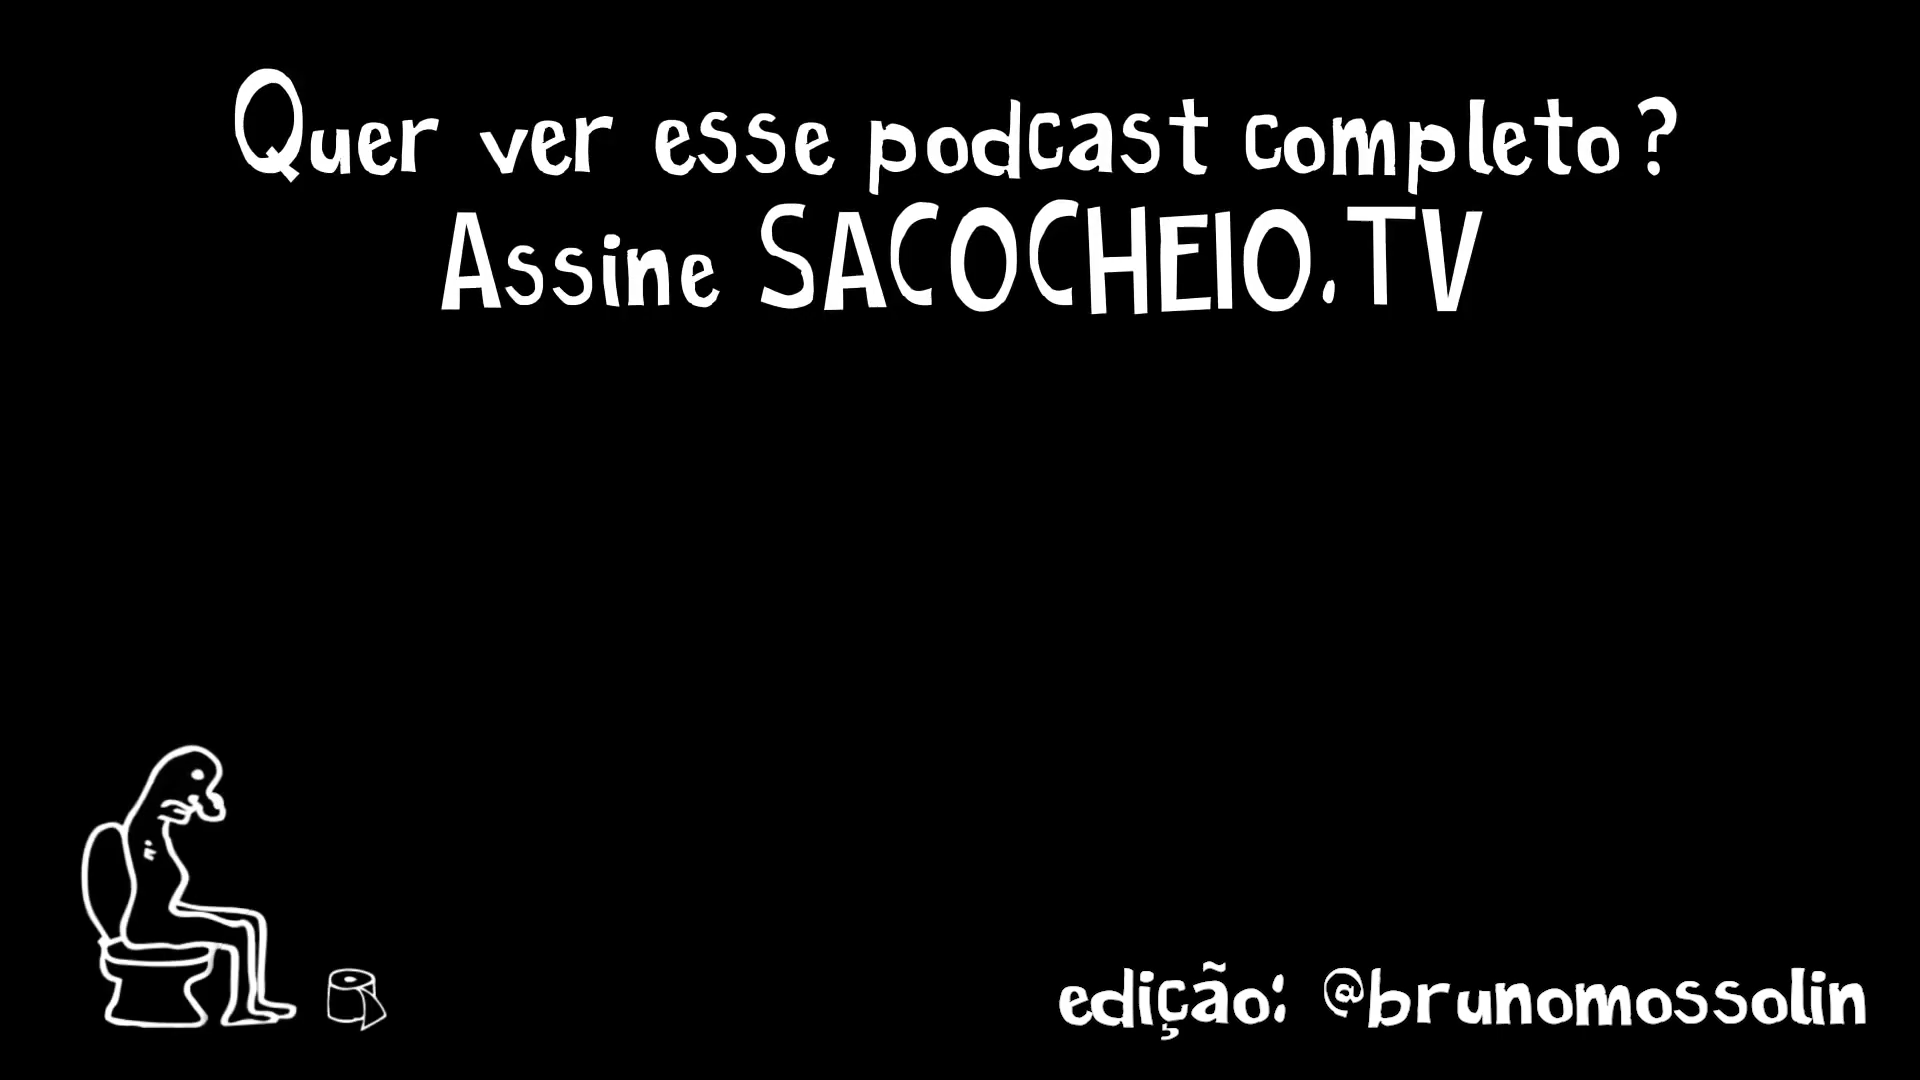 Quer ver esse podcast completo?
Assine SACOCHEIO.TV
edição: @brunomossolin